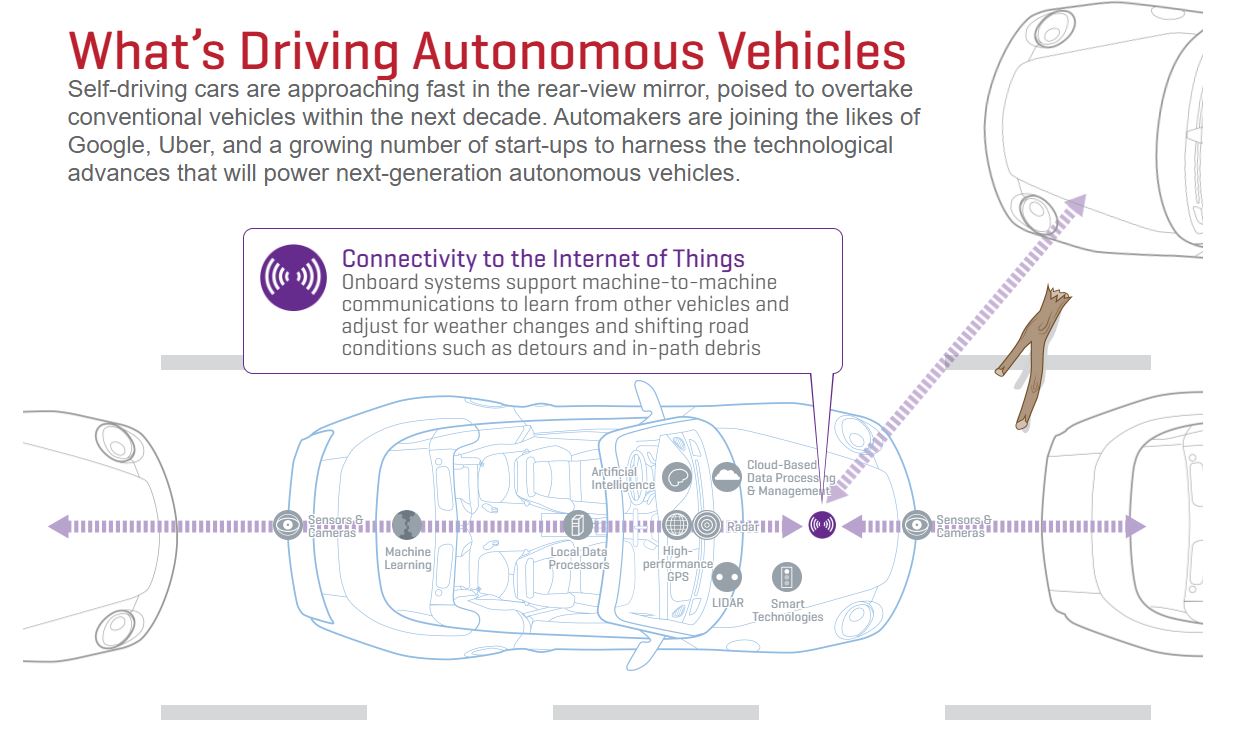 What's Driving Autonomous Vehicles
Self-driving cars are approaching fast in the rear-view mirror, poised to overtake
conventional vehicles within the next decade. Automakers are joining the likes of
Google, Uber, and a growing number of start-ups to harness the technological
advances that will power next-generation autonomous vehicles.
Connectivity to the Internet of Things
Onboard systems support machine-to-machine
communications to learn from other vehicles and
adjust for weather changes and shifting road
conditions such as detours and in-path debris
Artificial
Intelligence
Cloud-Based
Data Processing
& Management
Sensors &
Cameras
Machine
Learning
Local Data
Processors
High-
performance
GPS
Radar
Sensors &
Cameras
LIDAR
Smart
Technologies